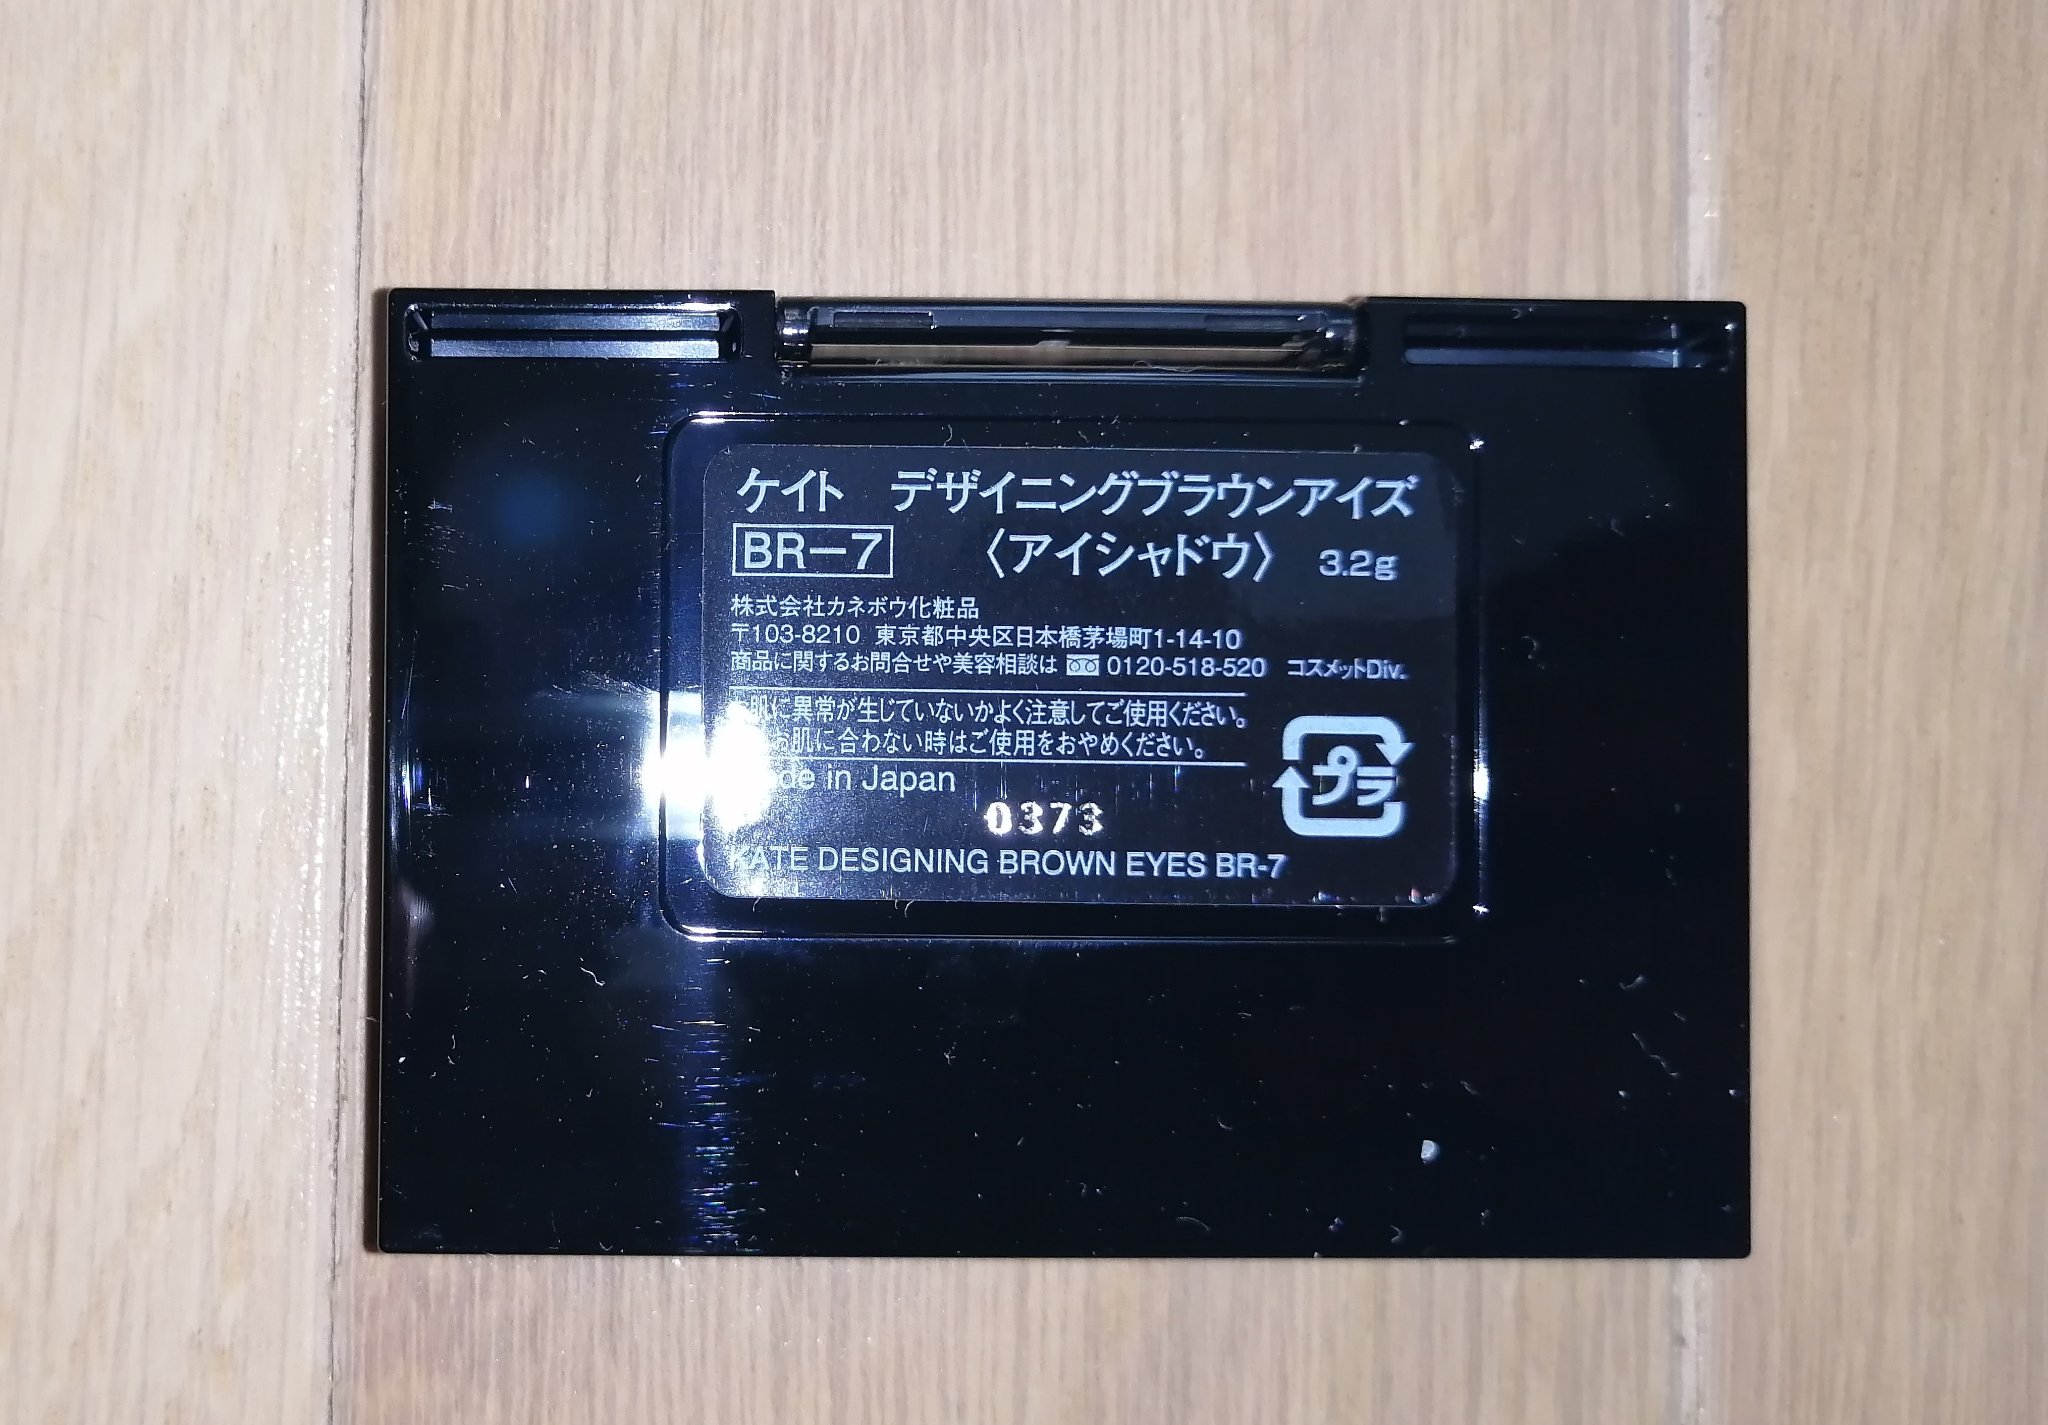 ケイト　デザイニングブラウンアイズ
BR−7　〈アイシャドウ〉　3.2g
株式会社カネボウ化粧品
〒103-8210 東京都中央区日本橋茅場町1-14-10
商品に関するお問合せや美容相談は 0120-518-520 コスメットDiv.
肌に異常が生じていないかよく注意してご使用ください。
お肌に合わない時はご使用をおやめください。
プラ
in Japan
0373
KATE DESIGNING BROWN EYES BR-7